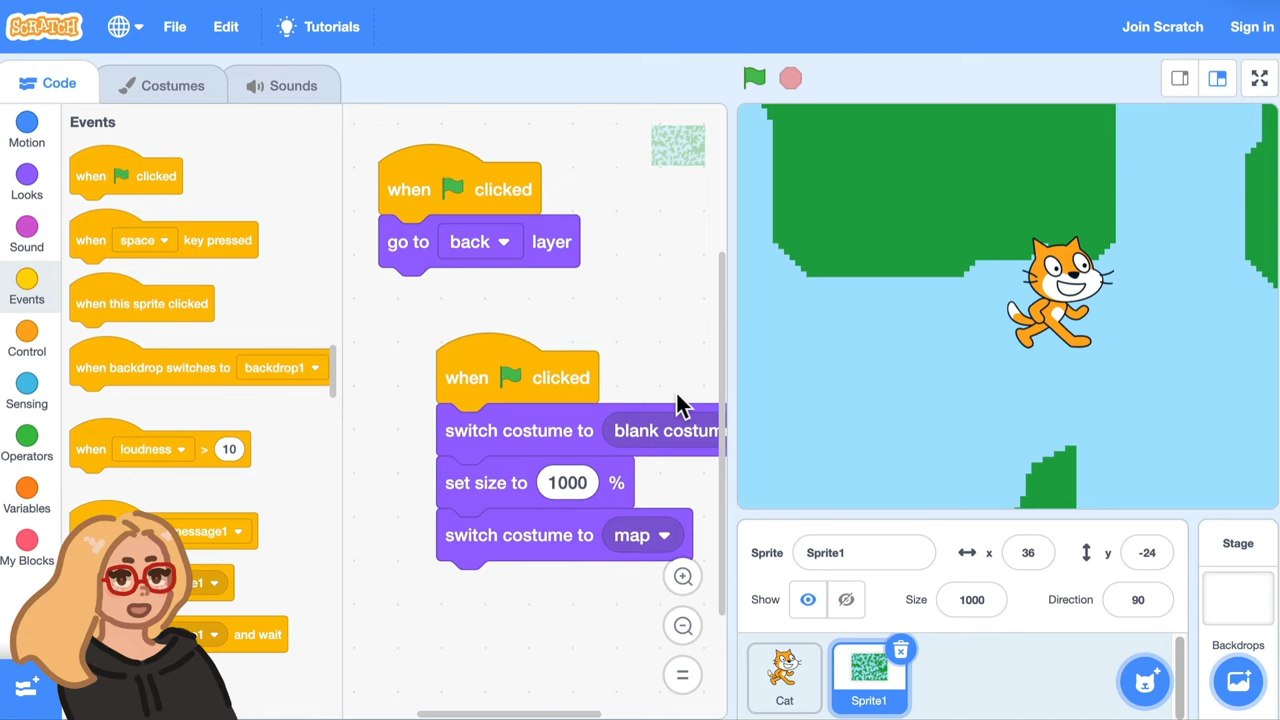 SCRATCH
File
Edit
Tutorials
Join Scratch
Sign in
Code
Costumes
Sounds
Motion
Looks
Sound
Events
Control
Sensing
Operators
Variables
My Blocks
Events
when clicked
when space key pressed
when this sprite clicked
when backdrop switches to backdrop1
when loudness > 10
message1
and wait
when clicked
go to back layer
when clicked
switch costume to blank
set size to 1000 %
switch costume to map
Sprite Sprite1 x 36 y -24
Show Size 1000 Direction 90
Cat
Sprite1
Stage
Backdrops